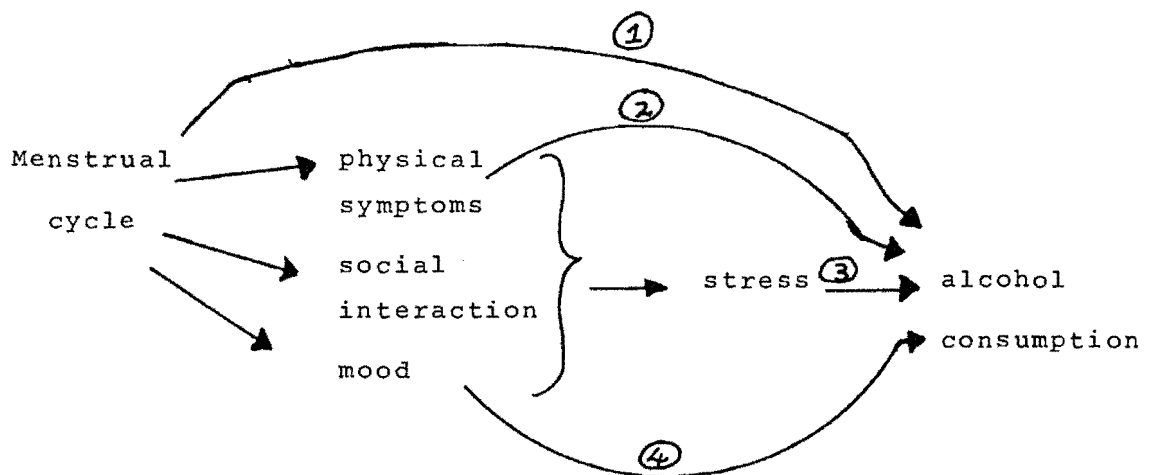 ①
②
Menstrual
cycle
physical
symptoms
social
interaction
mood
stress ③
alcohol
consumption
④